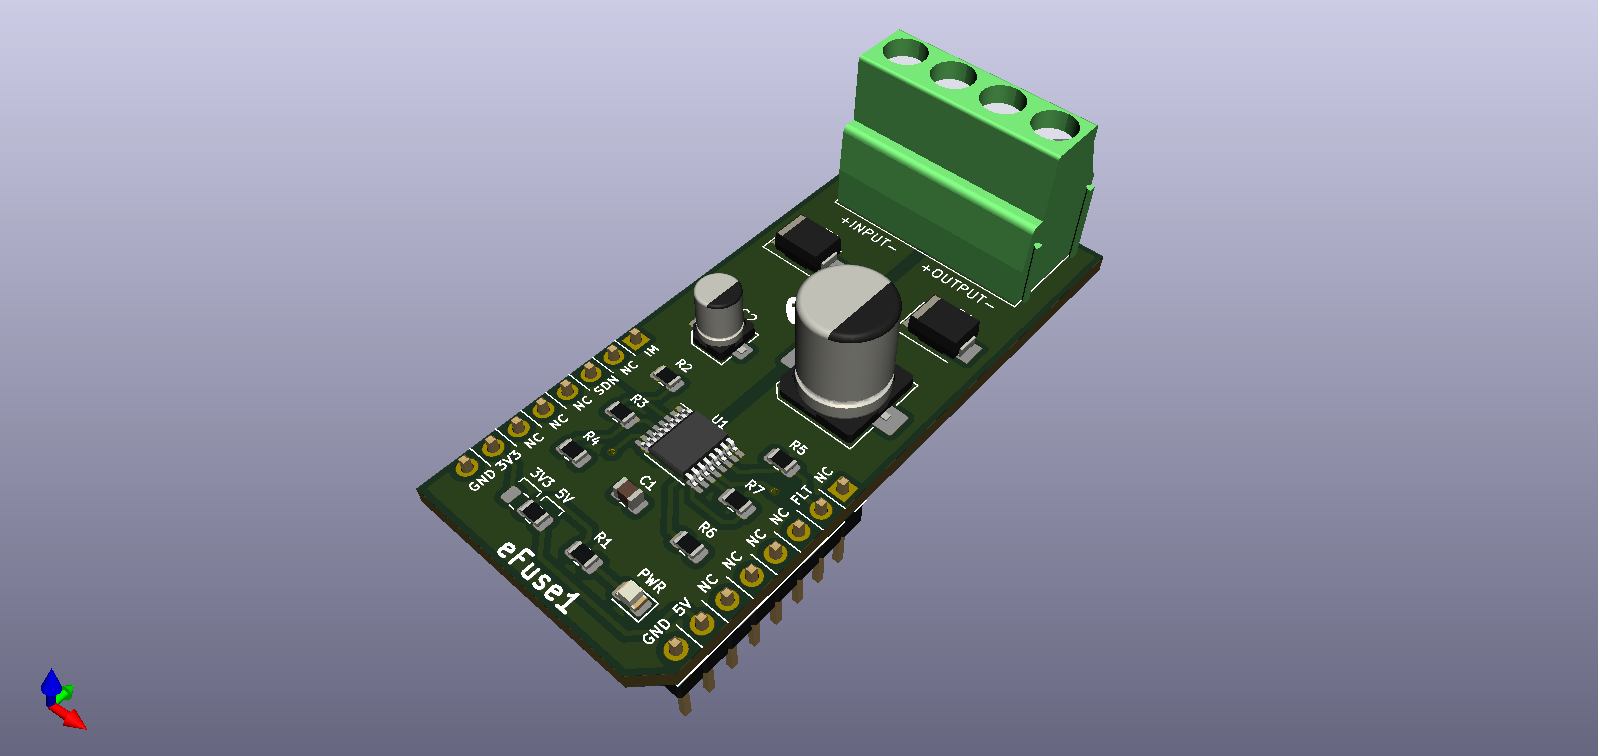 +INPUT-
+OUTPUT-
C2
IM
NC
SDN
NC
NC
NC
3V3
GND
R2
R3
R4
U1
C1
R5
R7
R6
3V3 5V
R1
eFuse1
PWR
NC
FLT
NC
NC
NC
NC
5V
GND